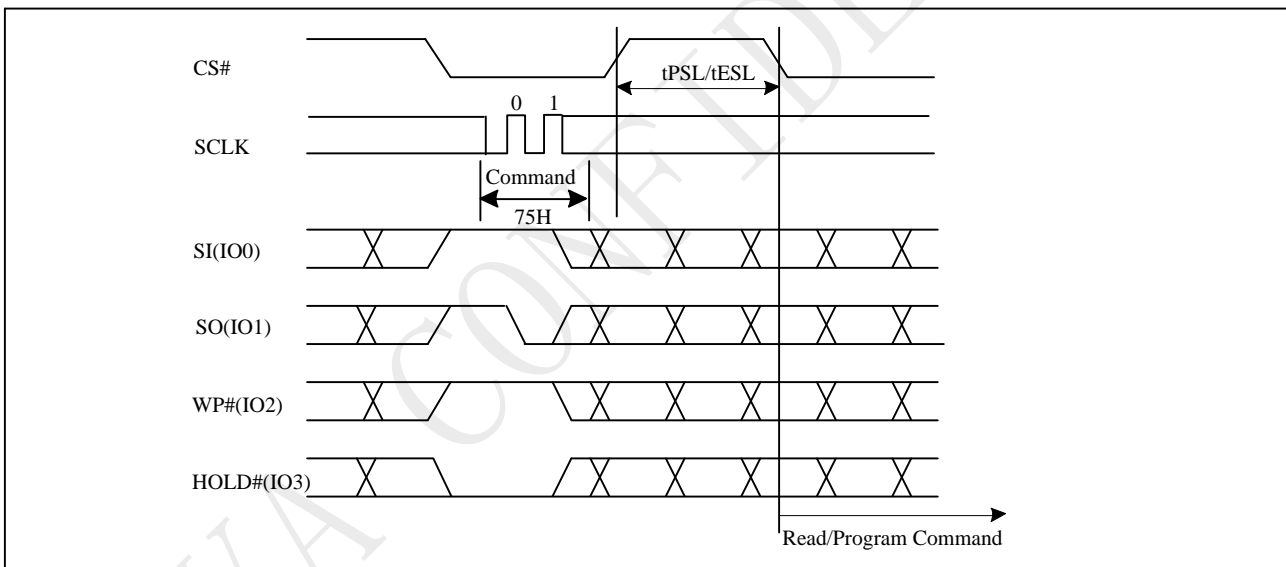 CS#
tPSL/tESL
0 1
SCLK
Command
75H
SI(IO0)
SO(IO1)
WP#(IO2)
HOLD#(IO3)
Read/Program Command